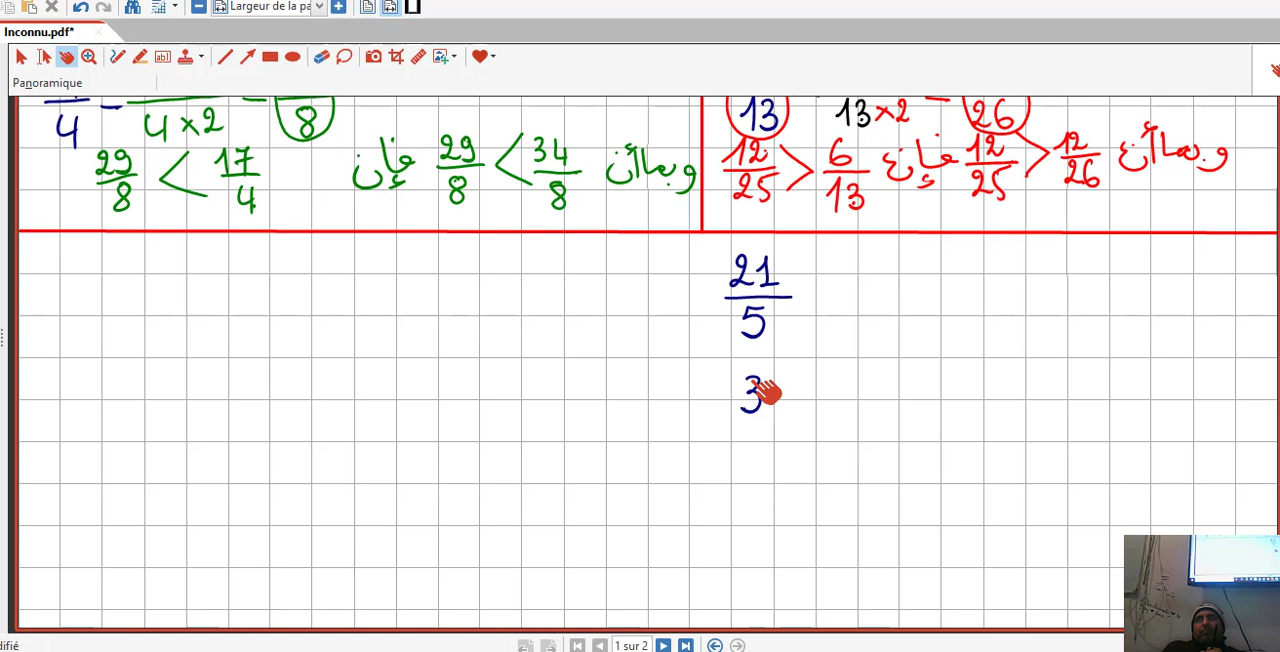 Largeur de la pa
Inconnu.pdf*
Panoramique
4 = 4×2 = 8
13 = 13×2 = 26
وبما أن 34/8 > 29/8 فإن 17/4 > 29/8
وبما أن 12/26 < 12/25 فإن 6/13 < 12/25
21/5
3
1 sur 2
difié